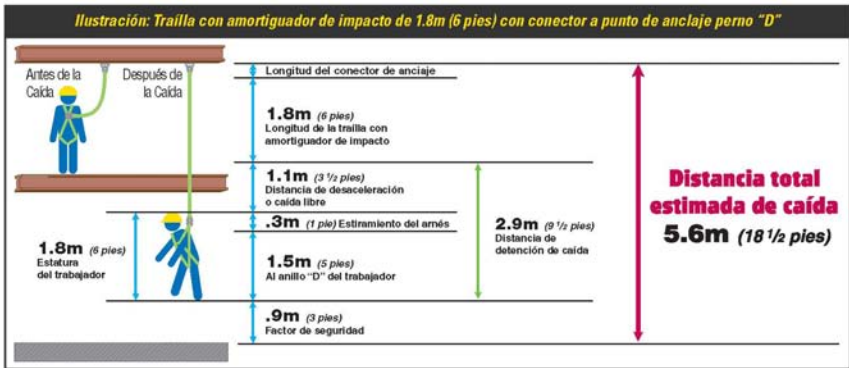 Ilustración: Traílla con amortiguador de impacto de 1.8m (6 pies) con conector a punto de anclaje perno "D"
Antes de la
Caída
Después de
la Caída
Longitud del conector de anclaje
1.8m (6 pies)
Longitud de la trailla con
amortiguador de impacto
1.1m (3 ½ pies)
Distancia de desaceleración
o caída libre
.3m (1 pie) Estiramiento del arnés
1.8m (6 pies)
Estatura
del trabajador
1.5m (5 pies)
Al anillo "D" del trabajador
2.9m (9 ½ pies)
Distancia de
detención de caída
.9m (3 pies)
Factor de seguridad
Distancia total
estimada de caída
5.6m (18 ½ pies)